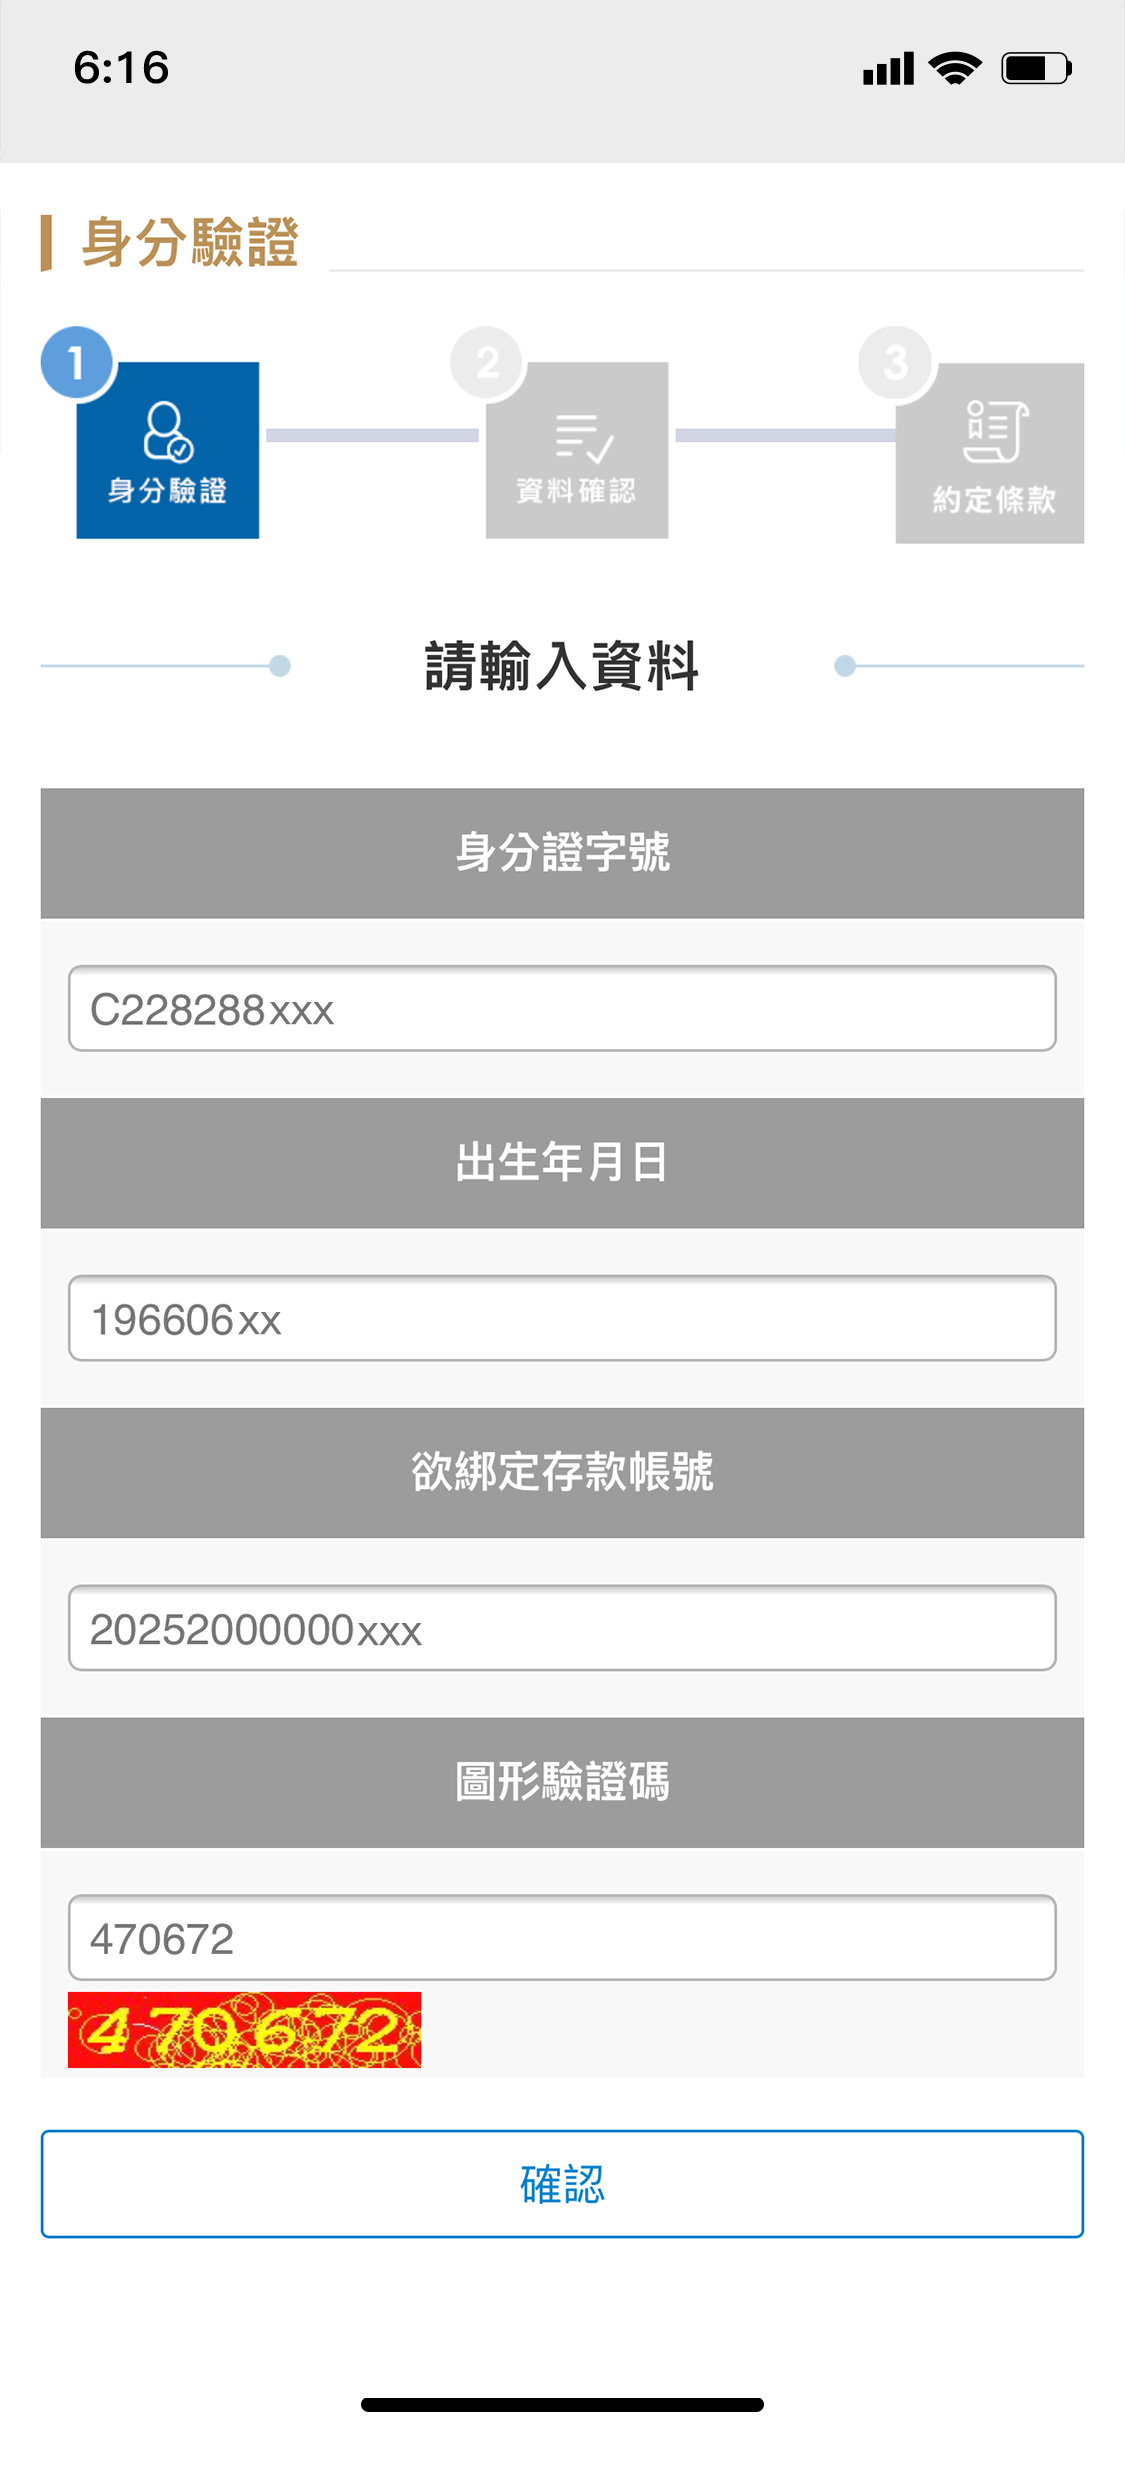 6:16
身分驗證
1
身分驗證
2
資料確認
3
約定條款
請輸入資料
身分證字號
C228288xxx
出生年月日
196606xx
欲綁定存款帳號
20252000000xxx
圖形驗證碼
470672
470672
確認